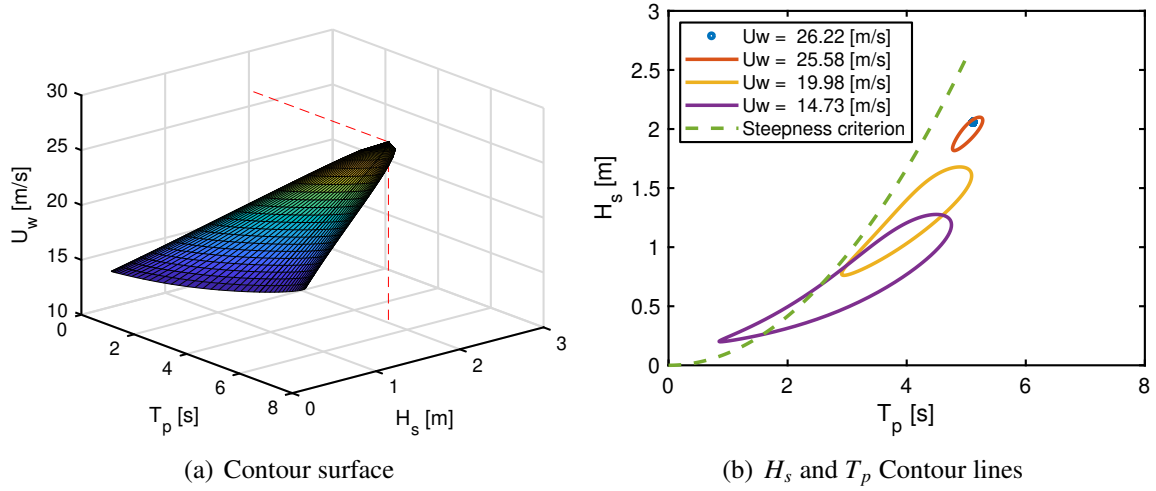 30
25
20
15
10
U_w [m/s]
0
2
4
6
8
T_p [s]
0
1
2
3
H_s [m]
(a) Contour surface
3
2.5
2
1.5
1
0.5
0
H_s [m]
Uw = 26.22 [m/s]
Uw = 25.58 [m/s]
Uw = 19.98 [m/s]
Uw = 14.73 [m/s]
Steepness criterion
0 2 4 6 8
T_p [s]
(b) H_s and T_p Contour lines